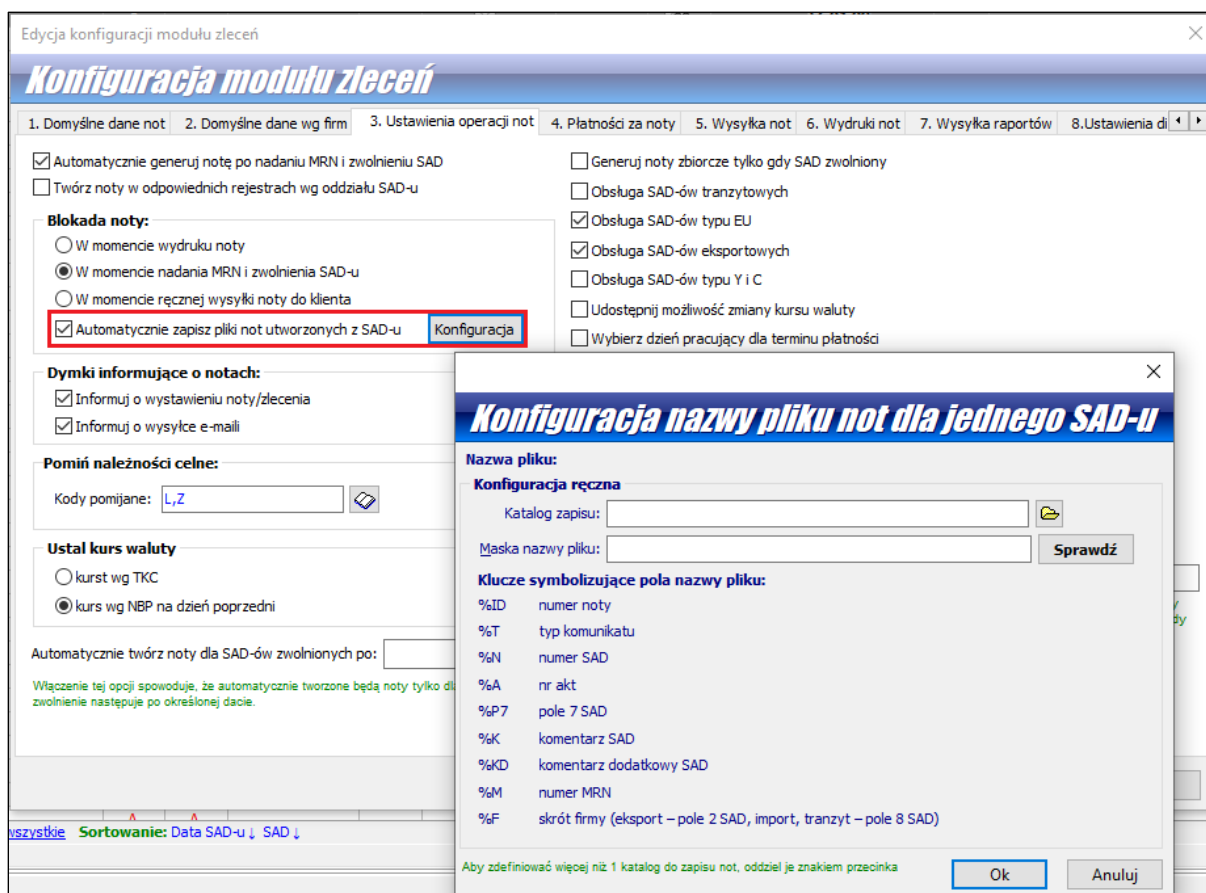 Edycja konfiguracji modułu zleceń
Konfiguracja modułu zleceń
1. Domyślne dane not 2. Domyślne dane wg firm 3. Ustawienia operacji not 4. Płatności za noty 5. Wysyłka not 6. Wydruki not 7. Wysyłka raportów 8.Ustawienia di
Automatycznie generuj notę po nadaniu MRN i zwolnieniu SAD
Twórz noty w odpowiednich rejestrach wg oddziału SAD-u
Blokada noty:
W momencie wydruku noty
W momencie nadania MRN i zwolnienia SAD-u
W momencie ręcznej wysyłki noty do klienta
Automatycznie zapisz pliki not utworzonych z SAD-u Konfiguracja
Generuj noty zbiorcze tylko gdy SAD zwolniony
Obsługa SAD-ów tranzytowych
Obsługa SAD-ów typu EU
Obsługa SAD-ów eksportowych
Obsługa SAD-ów typu Y i C
Udostępnij możliwość zmiany kursu waluty
Wybierz dzień pracujący dla terminu płatności
Dymki informujące o notach:
Informuj o wystawieniu noty/zlecenia
Informuj o wysyłce e-maili
Pomiń należności celne:
Kody pomijane: L,Z
Ustal kurs waluty
kurst wg TKC
kurs wg NBP na dzień poprzedni
Automatycznie twórz noty dla SAD-ów zwolnionych po:
Włączenie tej opcji spowoduje, że automatycznie tworzone będą noty tylko dla
zwolnienie następuje po określonej dacie.
Konfiguracja nazwy pliku not dla jednego SAD-u
Nazwa pliku:
Konfiguracja ręczna
Katalog zapisu:
Maska nazwy pliku: Sprawdź
Klucze symbolizujące pola nazwy pliku:
%ID numer noty
%T typ komunikatu
%N numer SAD
%A nr akt
%P7 pole 7 SAD
%K komentarz SAD
%KD komentarz dodatkowy SAD
%M numer MRN
%F skrót firmy (eksport – pole 2 SAD, import, tranzyt – pole 8 SAD)
Aby zdefiniować więcej niż 1 katalog do zapisu not, oddziel je znakiem przecinka
Ok Anuluj
wszystkie Sortowanie: Data SAD-u ↓ SAD ↓